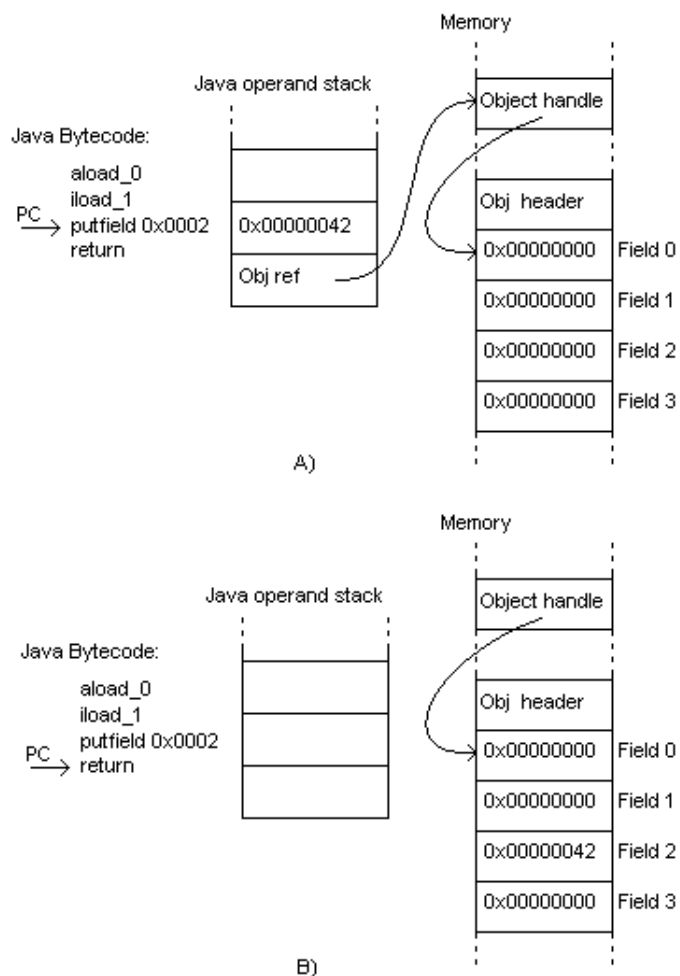 Memory
Java operand stack
Object handle
Java Bytecode:
aload_0
iload_1
PC
putfield 0x0002
return
0x00000042
Obj ref
Obj header
0x00000000 Field 0
0x00000000 Field 1
0x00000000 Field 2
0x00000000 Field 3
A)
Memory
Java operand stack
Object handle
Java Bytecode:
aload_0
iload_1
putfield 0x0002
PC
return
Obj header
0x00000000 Field 0
0x00000000 Field 1
0x00000042 Field 2
0x00000000 Field 3
B)